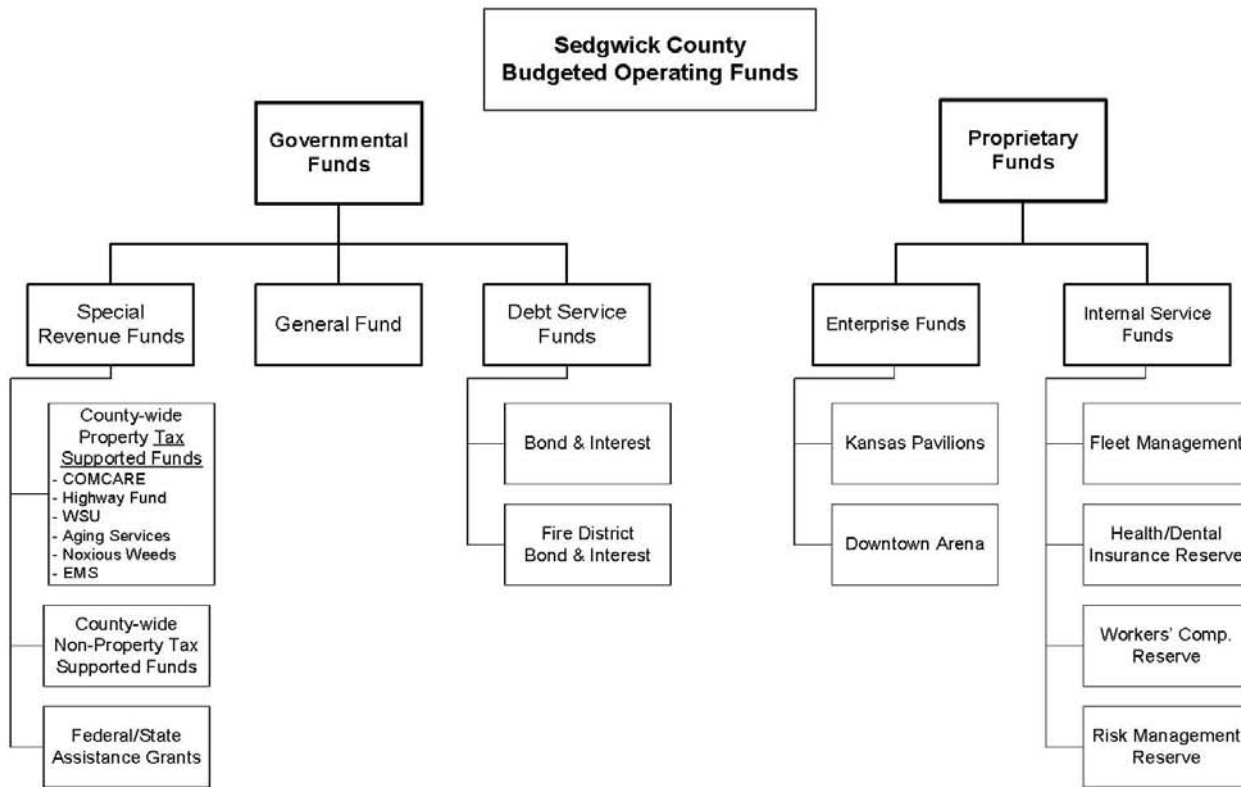 Sedgwick County
Budgeted Operating Funds
Governmental
Funds
Proprietary
Funds
Special
Revenue Funds
General Fund
Debt Service
Funds
Enterprise Funds
Internal Service
Funds
County-wide
Property Tax
Supported Funds
- COMCARE
- Highway Fund
- WSU
- Aging Services
- Noxious Weeds
- EMS
County-wide
Non-Property Tax
Supported Funds
Federal/State
Assistance Grants
Bond & Interest
Fire District
Bond & Interest
Kansas Pavilions
Downtown Arena
Fleet Management
Health/Dental
Insurance Reserve
Workers' Comp.
Reserve
Risk Management
Reserve